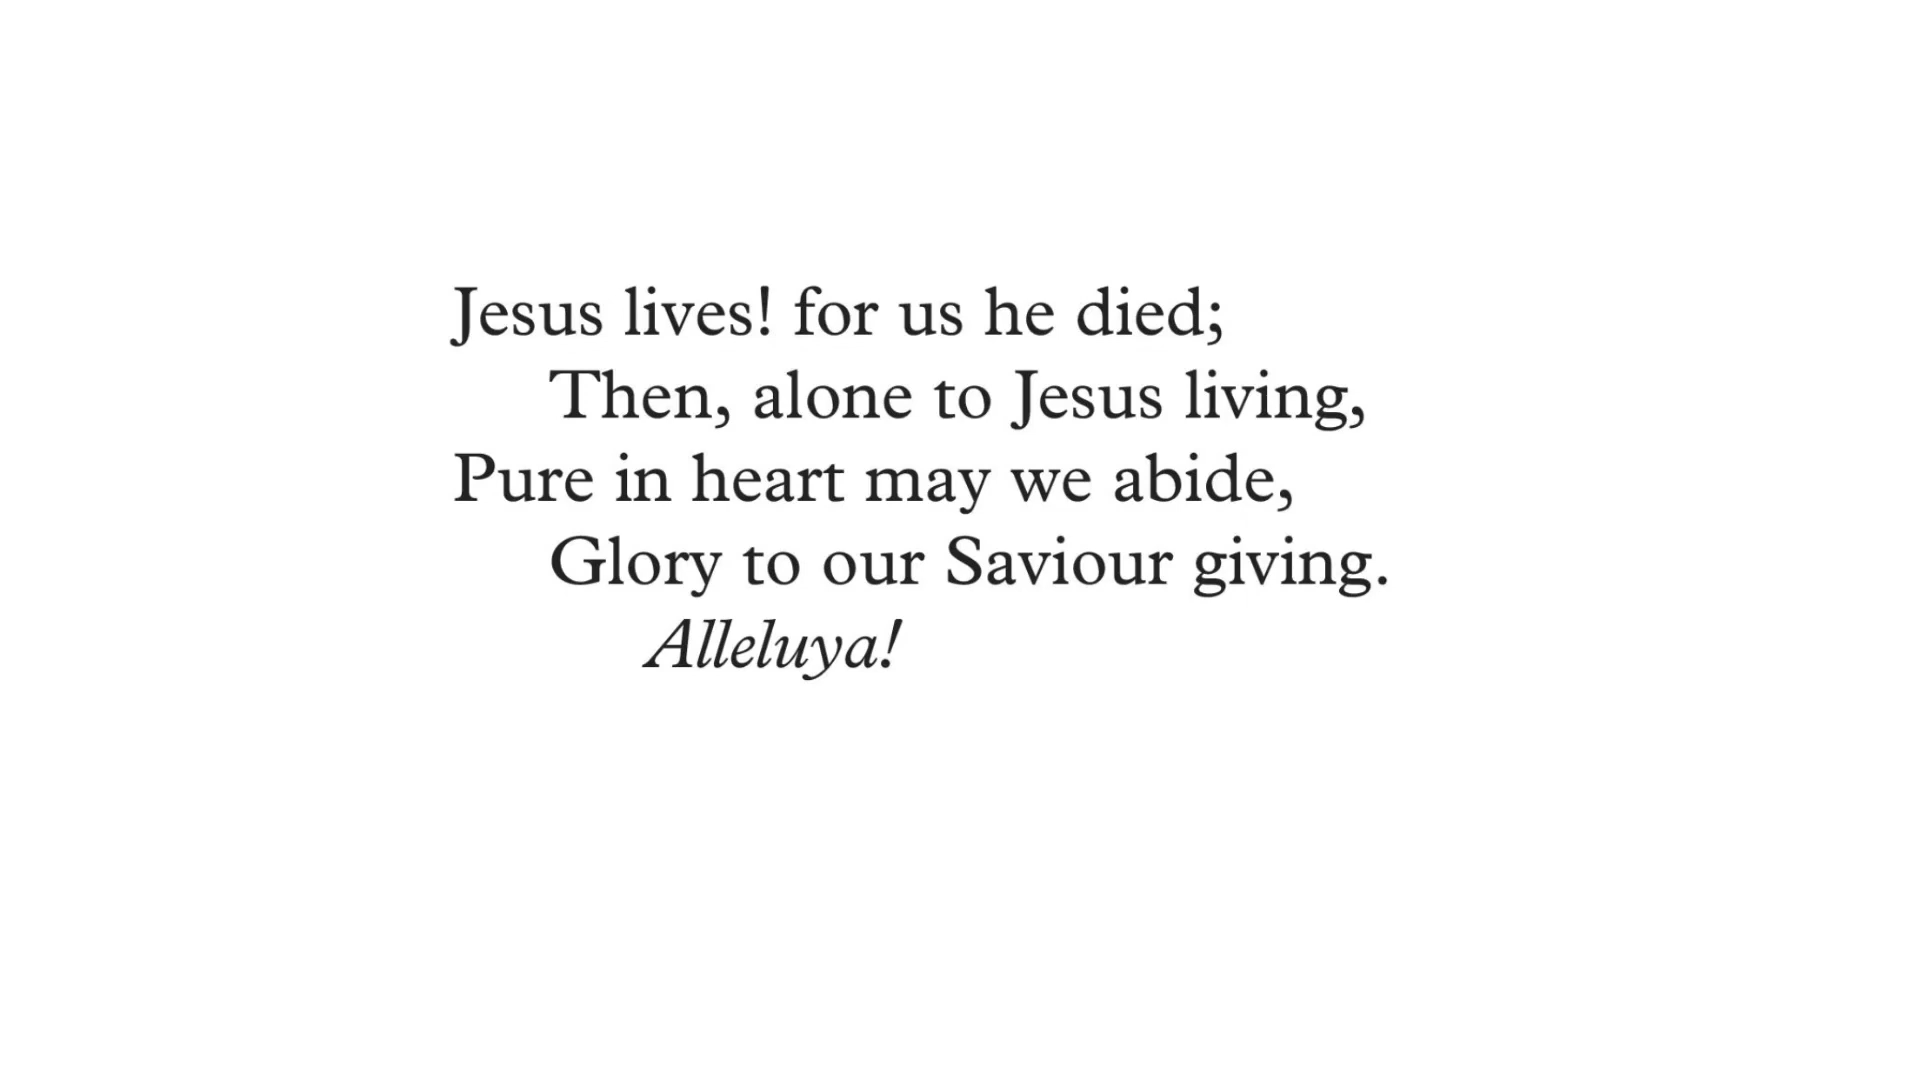 Jesus lives! for us he died;
Then, alone to Jesus living,
Pure in heart may we abide,
Glory to our Saviour giving.
Alleluya!